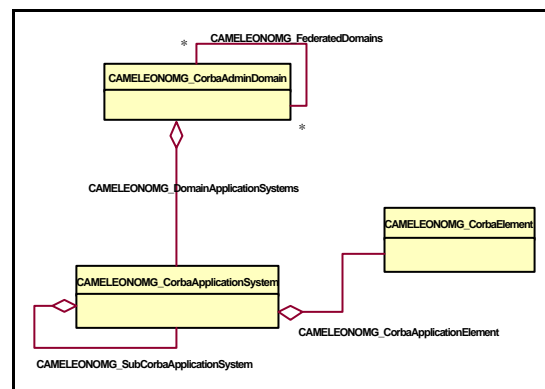 CAMELEONOMG_FederatedDomains
*
CAMELEONOMG_CorbaAdminDomain
*
CAMELEONOMG_DomainApplicationSystems
CAMELEONOMG_CorbaElement
CAMELEONOMG_CorbaApplicationSystem
CAMELEONOMG_CorbaApplicationElement
CAMELEONOMG_SubCorbaApplicationSystem